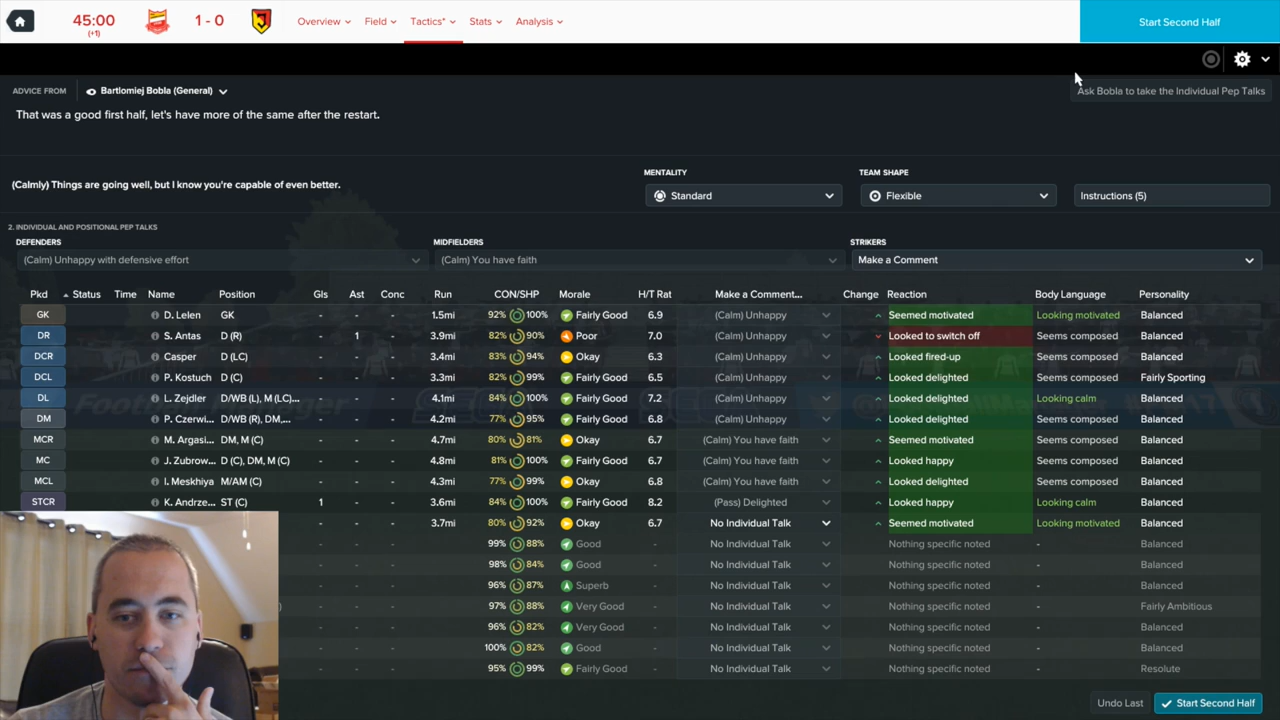 45:00 1 - 0 Overview Field Tactics* Stats Analysis Start Second Half
(+1)
ADVICE FROM Bartlomiej Bobla (General) Ask Bobla to take the Individual Pep Talks
That was a good first half, let's have more of the same after the restart.
MENTALITY TEAM SHAPE
(Calmly) Things are going well, but I know you're capable of even better. Standard Flexible Instructions (5)
2. INDIVIDUAL AND POSITIONAL PEP TALKS
DEFENDERS MIDFIELDERS STRIKERS
(Calm) Unhappy with defensive effort (Calm) You have faith Make a Comment
Pkd Status Time Name Position Gls Ast Conc Run CON/SHP Morale H/T Rat Make a Comment... Change Reaction Body Language Personality
GK D. Lelen GK - - - 1.5mi 92% 100% Fairly Good 6.9 (Calm) Unhappy Seemed motivated Looking motivated Balanced
DR S. Antas D (R) - 1 - 3.9mi 82% 90% Poor 7.0 (Calm) Unhappy Looked to switch off Seems composed Balanced
DCR Casper D (LC) - - - 3.4mi 83% 94% Okay 6.3 (Calm) Unhappy Looked fired-up Seems composed Balanced
DCL P. Kostuch D (C) - - - 3.3mi 82% 99% Fairly Good 6.5 (Calm) Unhappy Looked delighted Seems composed Fairly Sporting
DL L. Zejdler D/WB (L), M (LC)... - - - 4.1mi 84% 100% Fairly Good 7.2 (Calm) Unhappy Looked delighted Looking calm Balanced
DM P. Czerwi... D/WB (R), DM,... - - - 4.2mi 77% 95% Fairly Good 6.8 (Calm) Unhappy Looked delighted Seems composed Balanced
MCR M. Argasi... DM, M (C) - - - 4.7mi 80% 81% Okay 6.7 (Calm) You have faith Seemed motivated Seems composed Balanced
MC J. Zubrow... D (C), DM, M (C) - - - 4.8mi 81% 100% Fairly Good 6.7 (Calm) You have faith Looked happy Seems composed Balanced
MCL I. Meskhiya M/AM (C) - - - 4.3mi 77% 99% Okay 6.8 (Calm) You have faith Looked delighted Seems composed Balanced
STCR K. Andrze... ST (C) 1 - - 3.6mi 84% 100% Fairly Good 8.2 (Pass) Delighted Looked happy Looking calm Balanced
- - - 3.7mi 80% 92% Okay 6.7 No Individual Talk Seemed motivated Looking motivated Balanced
- - - 99% 88% Good - No Individual Talk Nothing specific noted - Balanced
- - - 98% 84% Good - No Individual Talk Nothing specific noted - Balanced
- - - 96% 87% Superb - No Individual Talk Nothing specific noted - Balanced
) - - - 97% 88% Very Good - No Individual Talk Nothing specific noted - Fairly Ambitious
- - - 96% 82% Very Good - No Individual Talk Nothing specific noted - Balanced
- - - 100% 82% Good - No Individual Talk Nothing specific noted - Balanced
- - - 95% 99% Fairly Good - No Individual Talk Nothing specific noted - Resolute
Undo Last Start Second Half